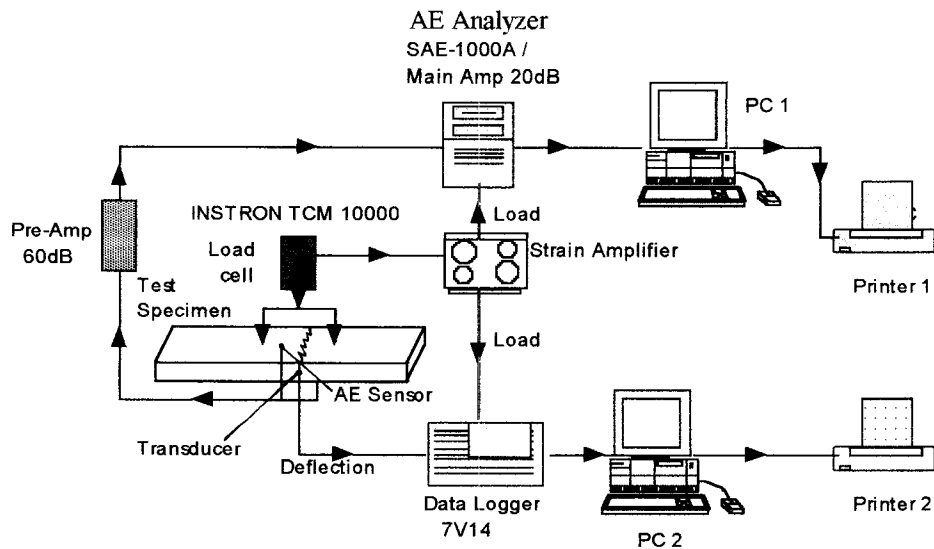 AE Analyzer
SAE-1000A /
Main Amp 20dB
PC 1
INSTRON TCM 10000
Load
Pre-Amp
60dB
Load
cell
Strain Amplifier
Test
Specimen
Printer 1
Load
AE Sensor
Transducer
Deflection
Data Logger
7V14
PC 2
Printer 2